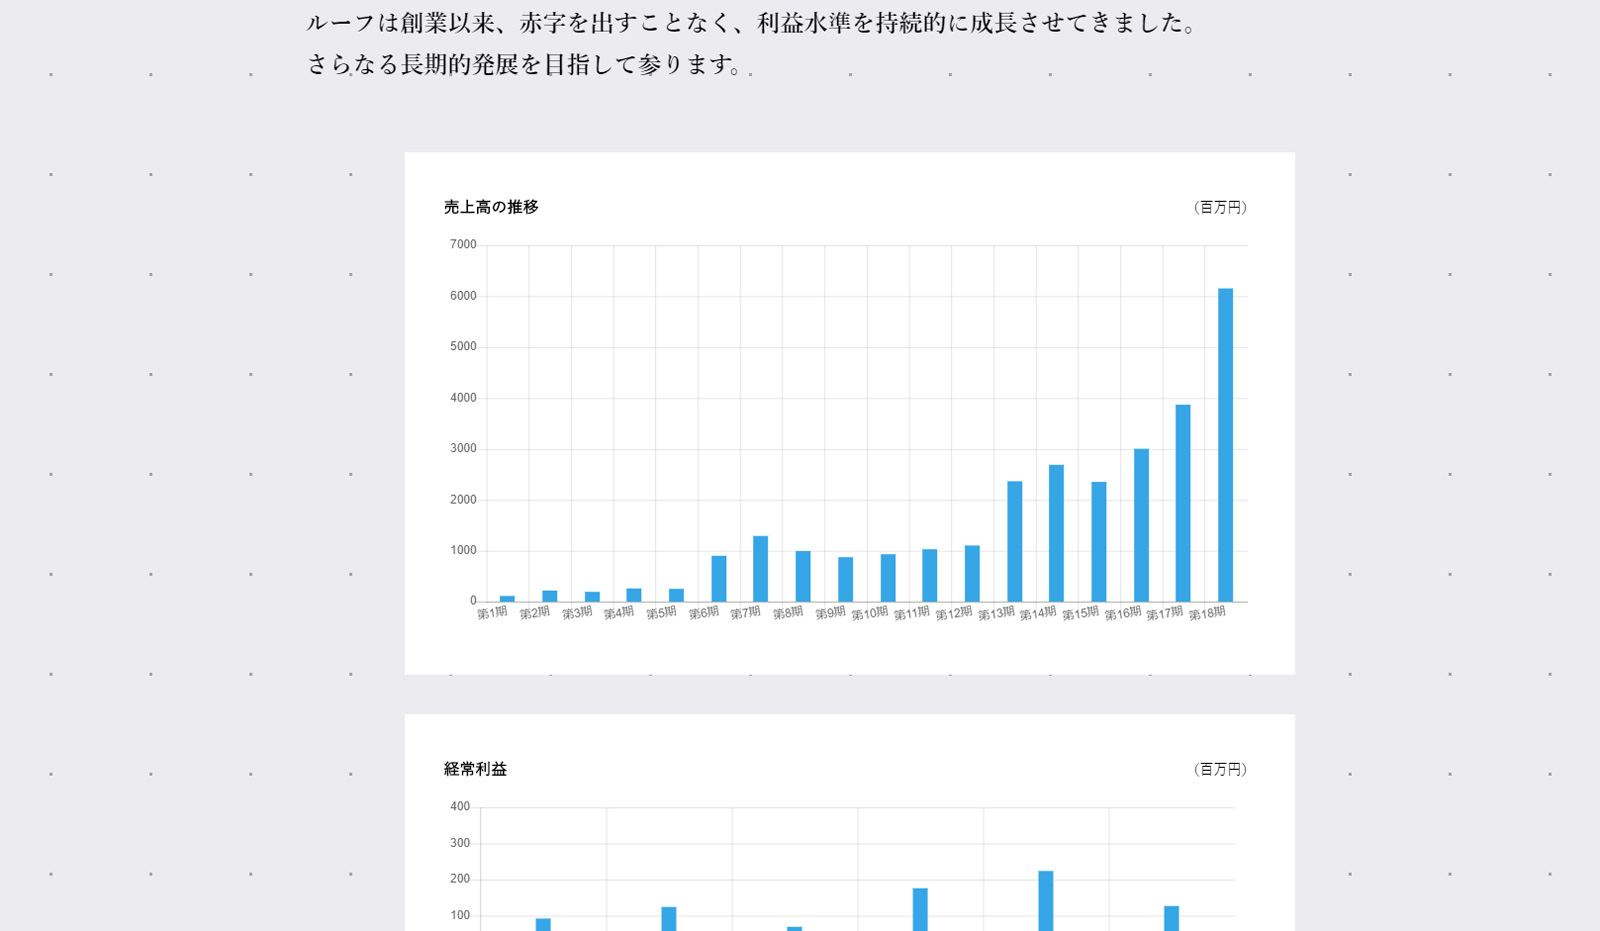 ルーフは創業以来、赤字を出すことなく、利益水準を持続的に成長させてきました。
さらなる長期的発展を目指して参ります。
売上高の推移
(百万円)
7000
6000
5000
4000
3000
2000
1000
0
第1期 第2期 第3期 第4期 第5期 第6期 第7期 第8期 第9期 第10期 第11期 第12期 第13期 第14期 第15期 第16期 第17期 第18期
経常利益
(百万円)
400
300
200
100